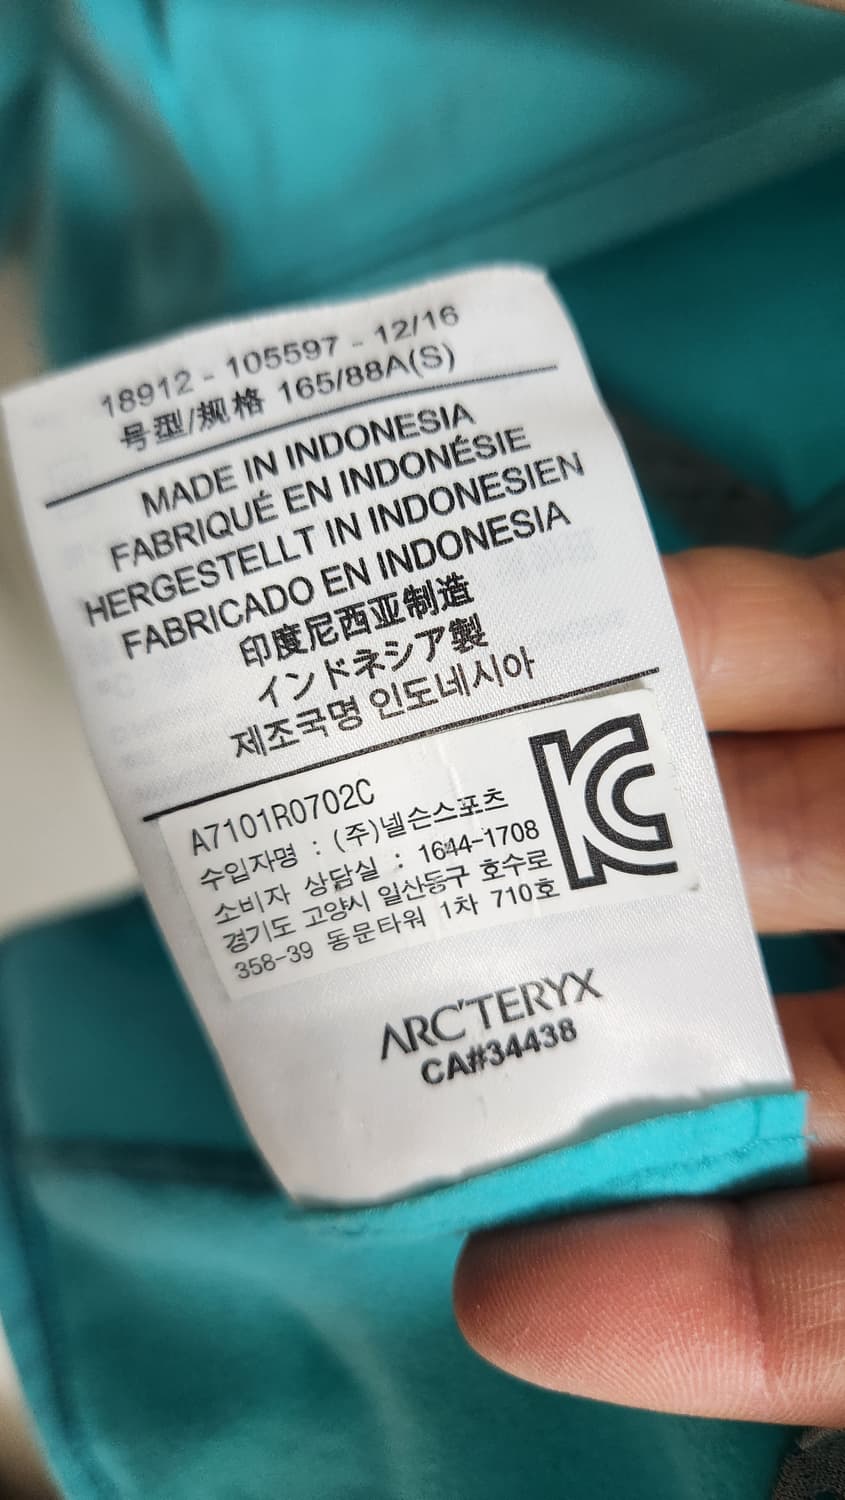 18912 - 105597 - 12/16
号型/规格 165/88A(S)
MADE IN INDONESIA
FABRIQUÉ EN INDONÉSIE
HERGESTELLT IN INDONESIEN
FABRICADO EN INDONESIA
印度尼西亚制造
インドネシア製
제조국명 인도네시아
A7101R0702C
수입자명 : (주)넬슨스포츠
소비자 상담실 : 1644-1708
경기도 고양시 일산동구 호수로
358-39 동문타워 1차 710호
KC
ARC'TERYX
CA#34438